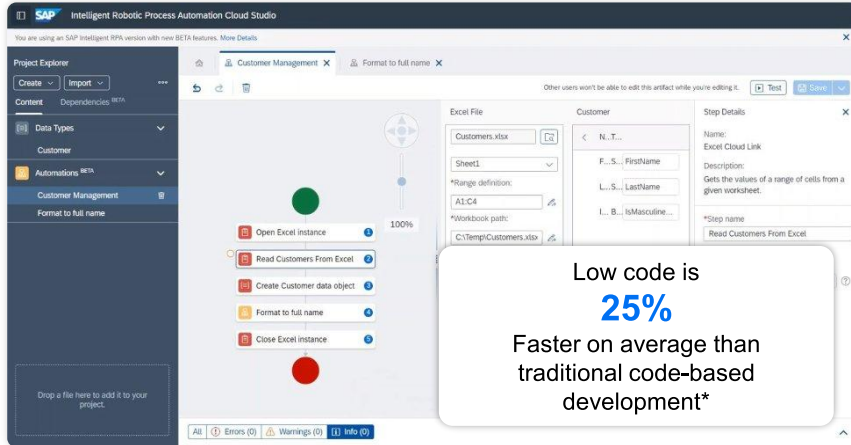 SAP Intelligent Robotic Process Automation Cloud Studio
You are using an SAP Intelligent RPA version with new BETA features. More Details
Project Explorer
Create
Import
Content
Dependencies BETA
Data Types
Customer
Automations BETA
Customer Management
Format to full name
Drop a file here to add it to your
project.
Customer Management
Format to full name
Other users won't be able to edit this artifact while you're editing it.
Test
Save
100%
Open Excel instance 1
Read Customers From Excel 2
Create Customer data object 3
Format to full name 4
Close Excel instance 5
Excel File
Customers.xlsx
Sheet1
*Range definition:
A1:C4
*Workbook path:
C:\Temp\Customers.xlsx
Customer
N...T...
F...S... FirstName
L...S... LastName
I... B... IsMasculine...
Step Details
Name:
Excel Cloud Link
Description:
Gets the values of a range of cells from a
given worksheet.
*Step name
Read Customers From Excel
Low code is
25%
Faster on average than
traditional code-based
development*
All
Errors (0)
Warnings (0)
Info (0)